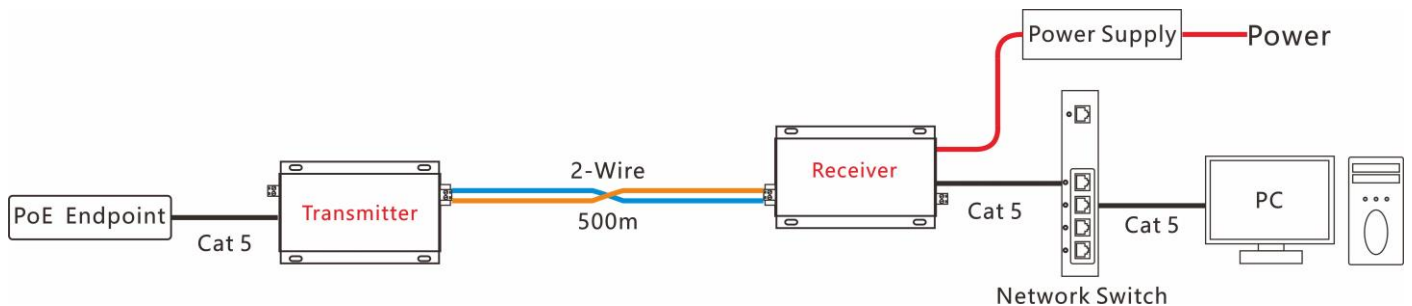 Power Supply
Power
2-Wire
500m
Receiver
PoE Endpoint
Transmitter
Cat 5
Cat 5
Cat 5
PC
Network Switch